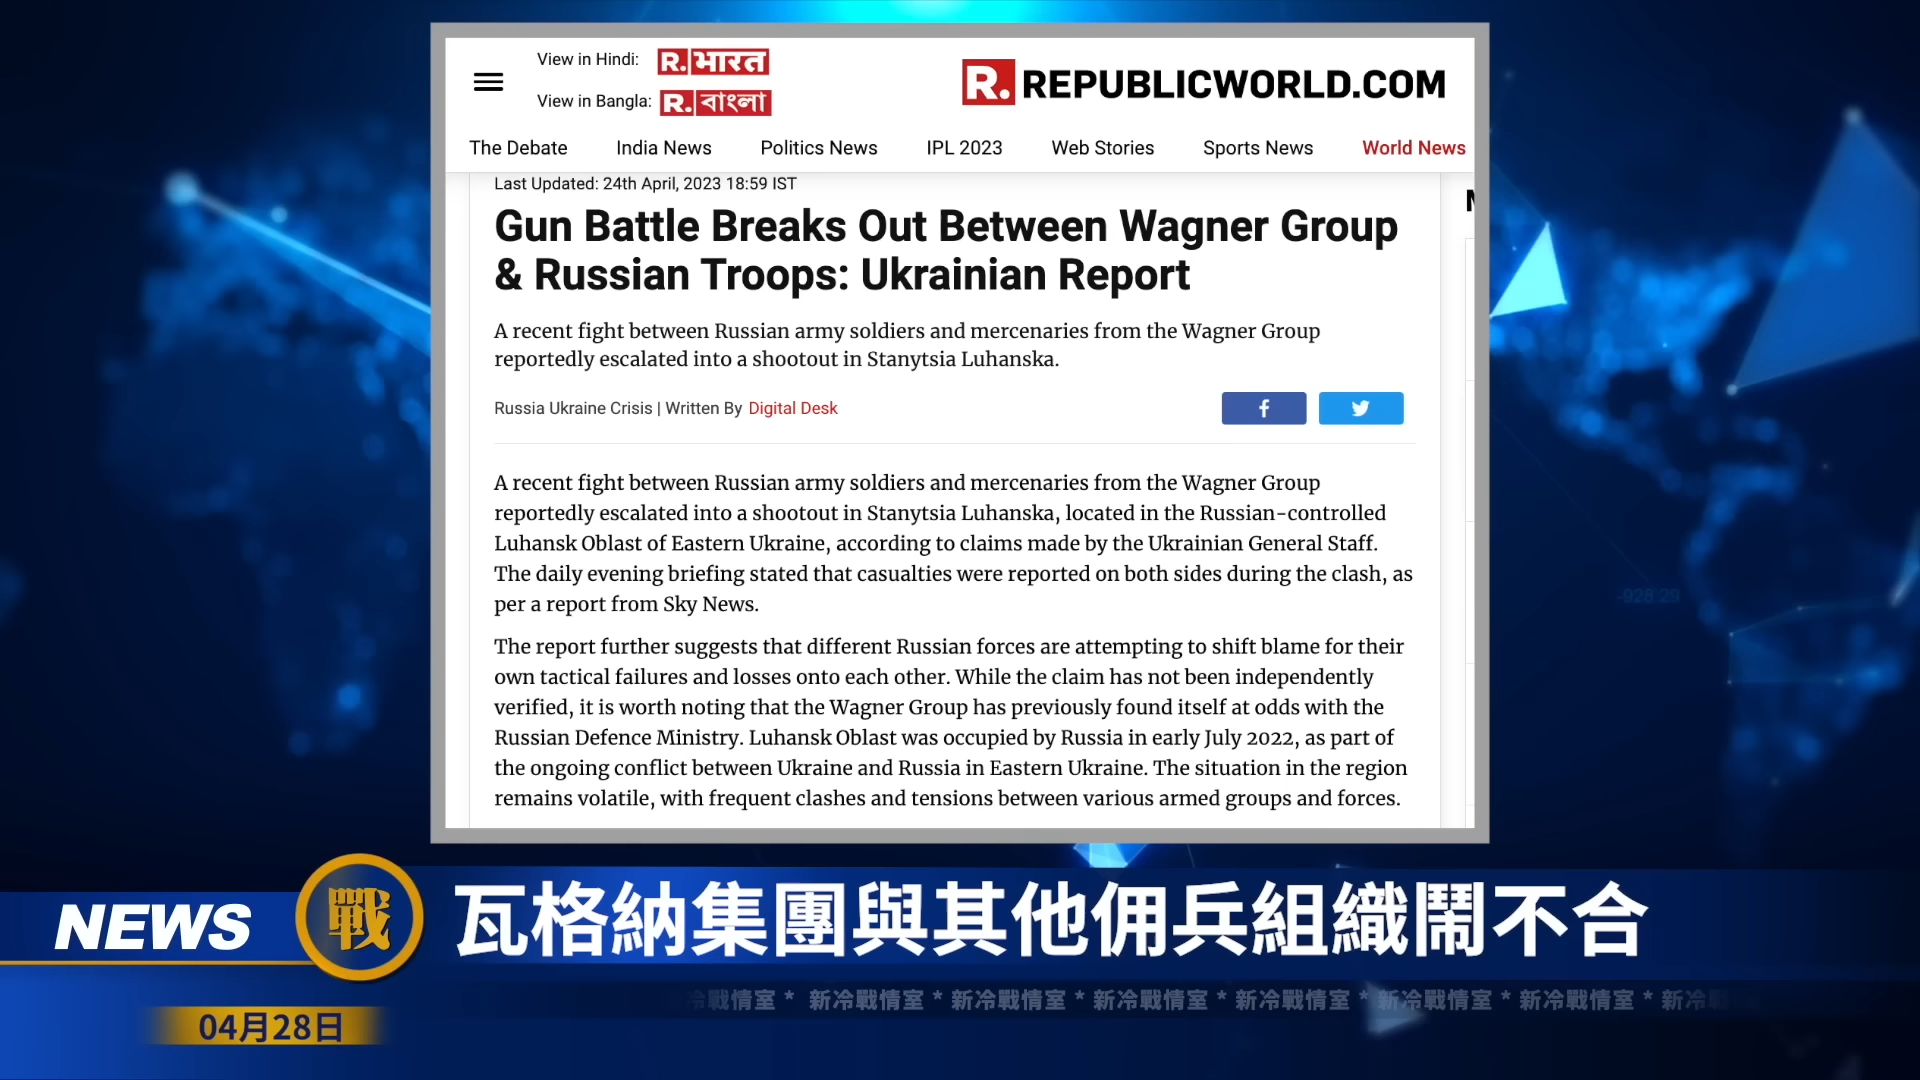 View in Hindi: R.भारत
View in Bangla: R.বাংলা
R. REPUBLICWORLD.COM
The Debate India News Politics News IPL 2023 Web Stories Sports News World News
Last Updated: 24th April, 2023 18:59 IST
Gun Battle Breaks Out Between Wagner Group
& Russian Troops: Ukrainian Report
A recent fight between Russian army soldiers and mercenaries from the Wagner Group
reportedly escalated into a shootout in Stanytsia Luhanska.
Russia Ukraine Crisis | Written By Digital Desk
A recent fight between Russian army soldiers and mercenaries from the Wagner Group
reportedly escalated into a shootout in Stanytsia Luhanska, located in the Russian-controlled
Luhansk Oblast of Eastern Ukraine, according to claims made by the Ukrainian General Staff.
The daily evening briefing stated that casualties were reported on both sides during the clash, as
per a report from Sky News.
The report further suggests that different Russian forces are attempting to shift blame for their
own tactical failures and losses onto each other. While the claim has not been independently
verified, it is worth noting that the Wagner Group has previously found itself at odds with the
Russian Defence Ministry. Luhansk Oblast was occupied by Russia in early July 2022, as part of
the ongoing conflict between Ukraine and Russia in Eastern Ukraine. The situation in the region
remains volatile, with frequent clashes and tensions between various armed groups and forces.
-928 29
NEWS 戰 瓦格納集團與其他佣兵組織鬧不合
冷戰情室 * 新冷戰情室 * 新冷戰情室 * 新冷戰情室 * 新冷戰情室 * 新冷戰情室 * 新冷戰情室 * 新冷
04月28日